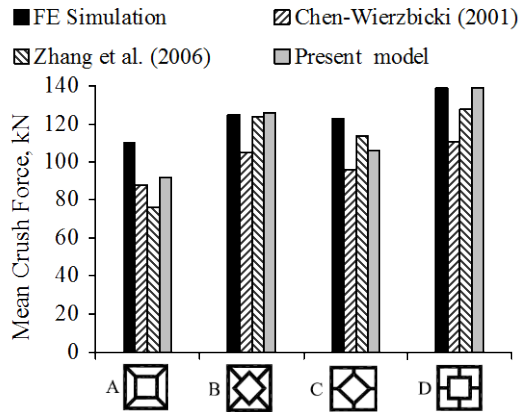 FE Simulation Chen-Wierzbicki (2001)
Zhang et al. (2006) Present model
Mean Crush Force, kN
140
120
100
80
60
40
20
0
A B C D